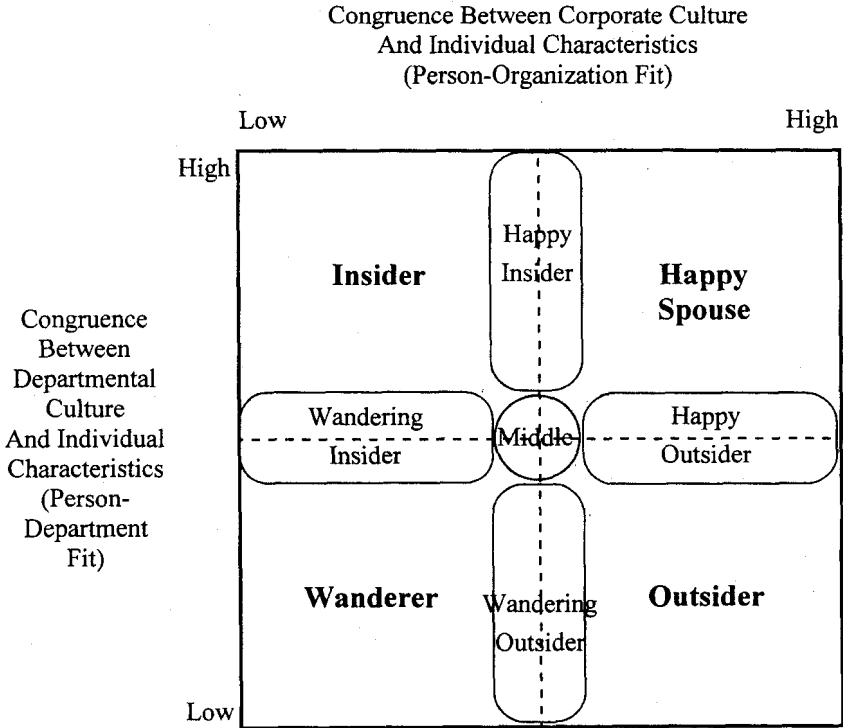 Congruence Between Corporate Culture
And Individual Characteristics
(Person-Organization Fit)
Low
High
High
Happy
Insider
Insider
Happy
Spouse
Congruence
Between
Departmental
Culture
And Individual
Characteristics
(Person-
Department
Fit)
Wandering
Insider
Middle
Happy
Outsider
Wanderer
Wandering
Outsider
Outsider
Low